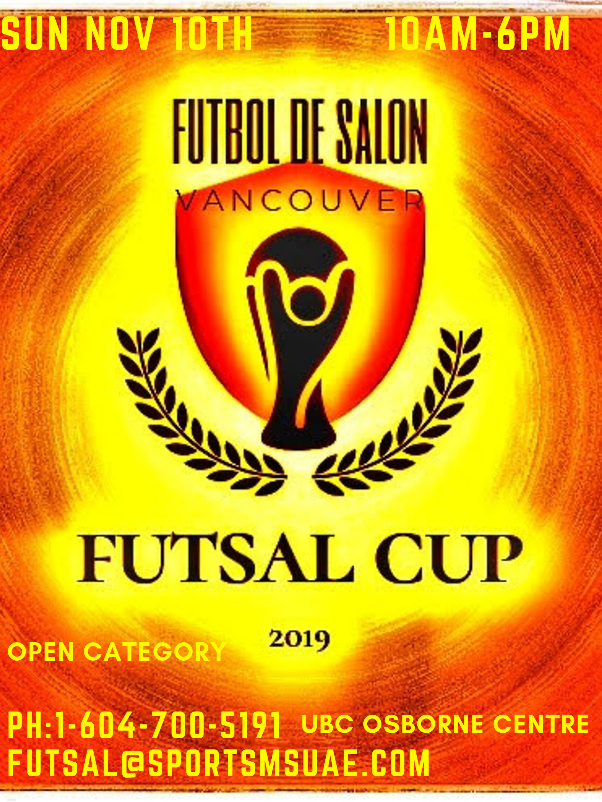 SUN NOV 10TH 10AM-6PM
FUTBOL DE SALON
VANCOUVER
FUTSAL CUP
2019
OPEN CATEGORY
PH:1-604-700-5191 UBC OSBORNE CENTRE
FUTSAL@SPORTSMSUAE.COM